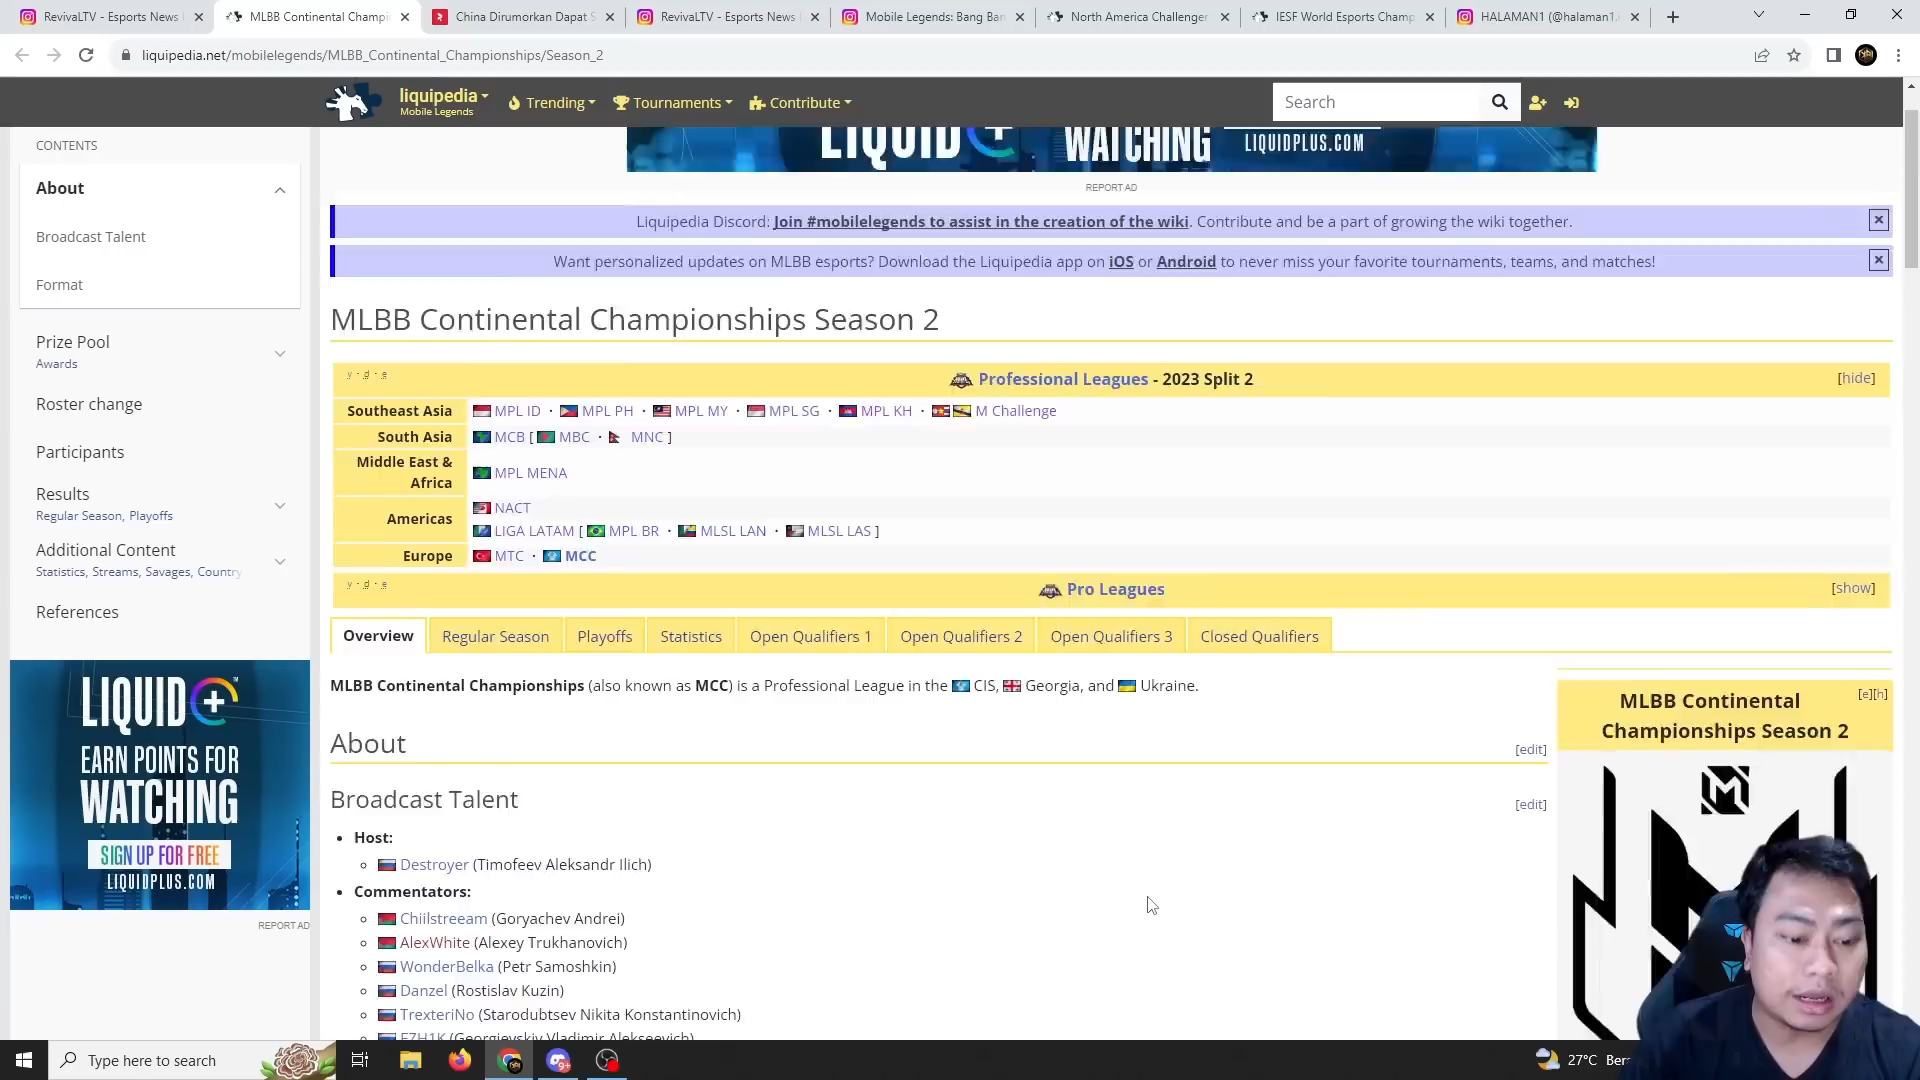 RevivaLTV - Esports News
MLBB Continental Champi
China Dirumorkan Dapat S
RevivaLTV - Esports News
Mobile Legends: Bang Ban
North America Challenger
IESF World Esports Champ
HALAMAN1 (@halaman1.
liquipedia.net/mobilelegends/MLBB_Continental_Championships/Season_2
liquipedia
Mobile Legends
Trending
Tournaments
Contribute
Search
LIQUID+
WATCHING
LIQUIDPLUS.COM
REPORT AD
CONTENTS
About
Broadcast Talent
Format
Prize Pool
Awards
Roster change
Participants
Results
Regular Season, Playoffs
Additional Content
Statistics, Streams, Savages, Country
References
LIQUID+
EARN POINTS FOR
WATCHING
SIGN UP FOR FREE
LIQUIDPLUS.COM
REPORT AD
Liquipedia Discord: Join #mobilelegends to assist in the creation of the wiki. Contribute and be a part of growing the wiki together.
Want personalized updates on MLBB esports? Download the Liquipedia app on iOS or Android to never miss your favorite tournaments, teams, and matches!
MLBB Continental Championships Season 2
v · d · e
Professional Leagues - 2023 Split 2
[hide]
Southeast Asia MPL ID · MPL PH · MPL MY · MPL SG · MPL KH · M Challenge
South Asia MCB [ MBC · MNC ]
Middle East & Africa MPL MENA
Americas NACT
LIGA LATAM [ MPL BR · MLSL LAN · MLSL LAS ]
Europe MTC · MCC
v · d · e
Pro Leagues
[show]
Overview Regular Season Playoffs Statistics Open Qualifiers 1 Open Qualifiers 2 Open Qualifiers 3 Closed Qualifiers
MLBB Continental Championships (also known as MCC) is a Professional League in the CIS, Georgia, and Ukraine.
About
[edit]
Broadcast Talent
[edit]
Host:
Destroyer (Timofeev Aleksandr Ilich)
Commentators:
Chiilstreeam (Goryachev Andrei)
AlexWhite (Alexey Trukhanovich)
WonderBelka (Petr Samoshkin)
Danzel (Rostislav Kuzin)
TrexteriNo (Starodubtsev Nikita Konstantinovich)
EZH1K (Georgievskiy Vladimir Alekseevich)
MLBB Continental
Championships Season 2
[e][h]
Type here to search
9+
27°C Ber